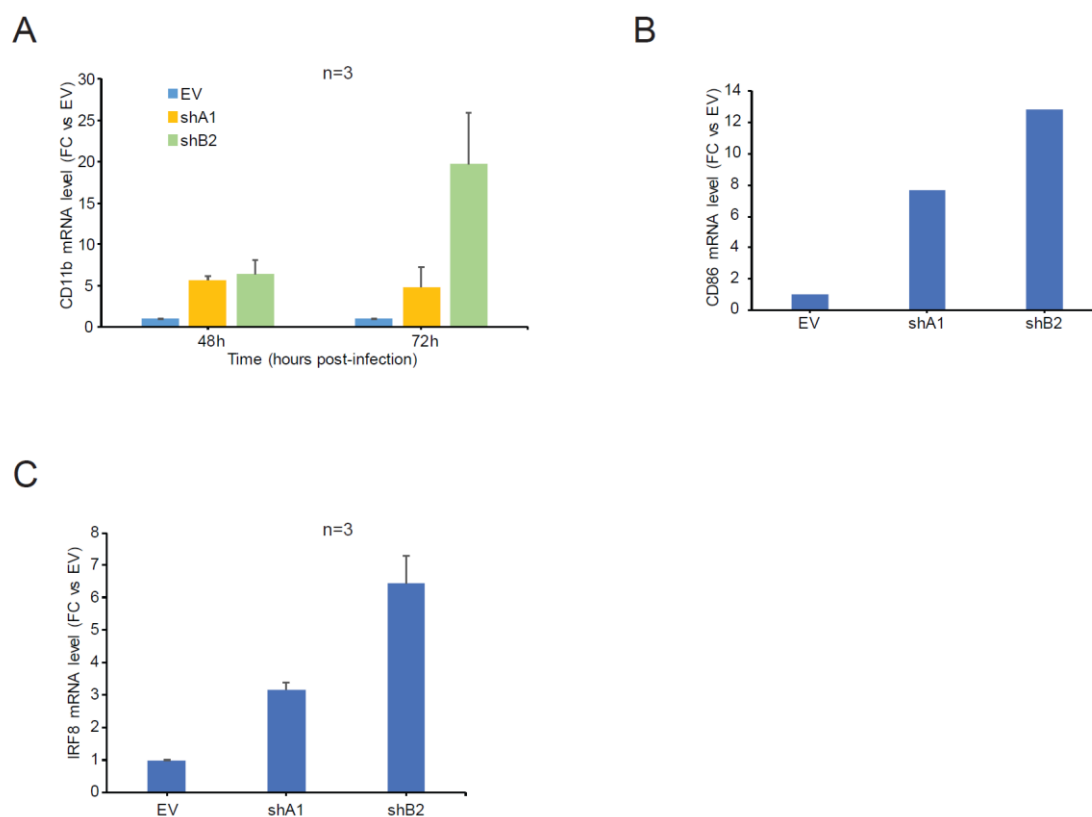 A
n=3
CD11b mRNA level (FC vs EV)
30
25
20
15
10
5
0
EV
shA1
shB2
48h
72h
Time (hours post-infection)
B
CD86 mRNA level (FC vs EV)
14
12
10
8
6
4
2
0
EV
shA1
shB2
C
n=3
IRF8 mRNA level (FC vs EV)
8
7
6
5
4
3
2
1
0
EV
shA1
shB2